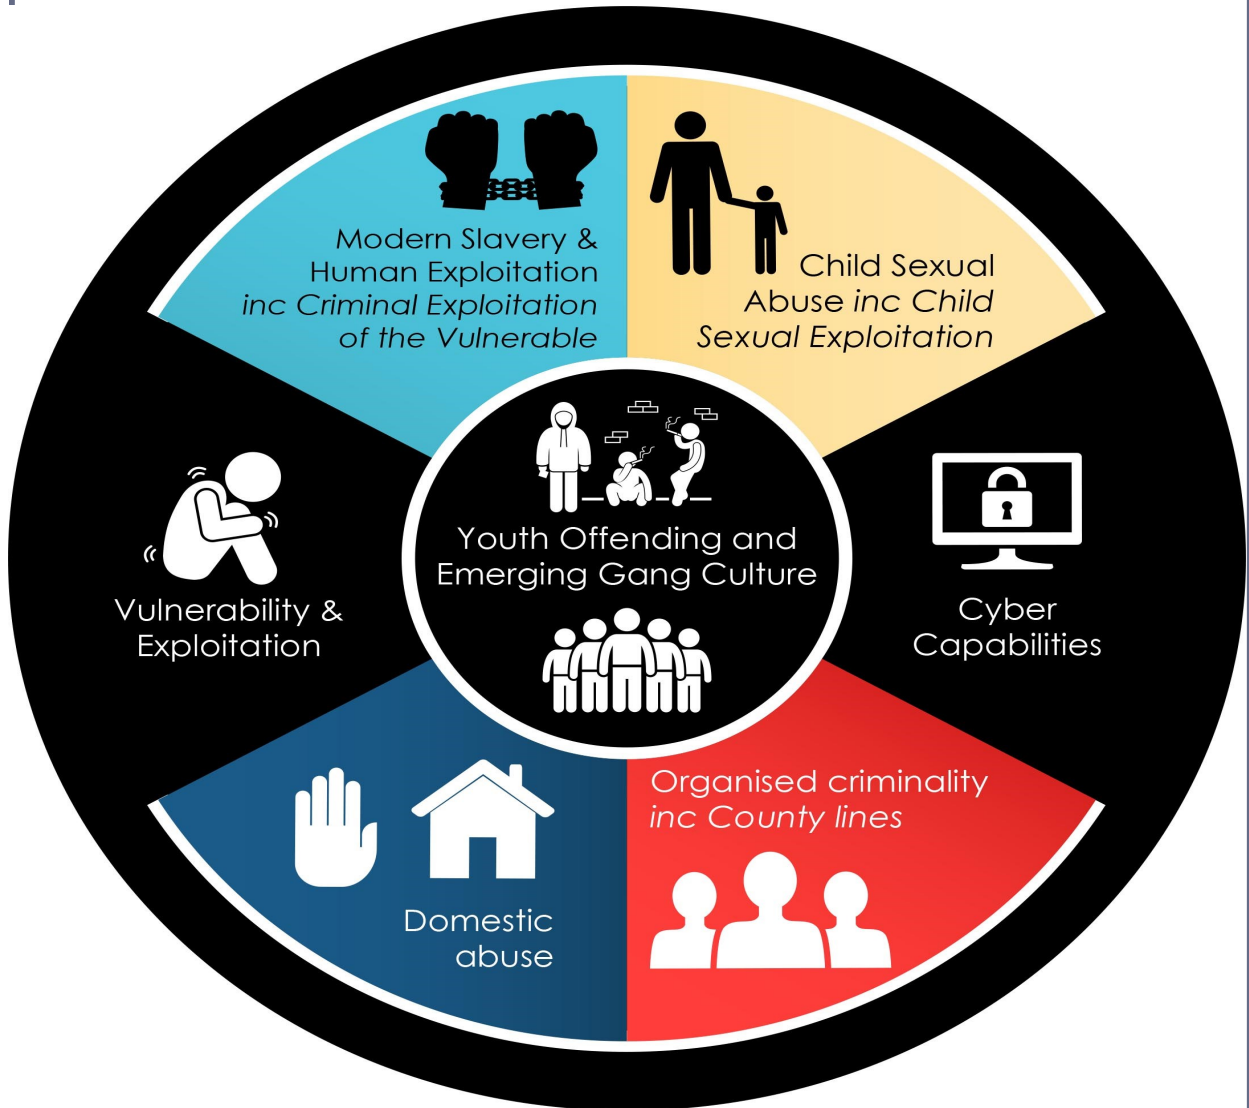 Modern Slavery &
Human Exploitation
inc Criminal Exploitation
of the Vulnerable
Child Sexual
Abuse inc Child
Sexual Exploitation
Vulnerability &
Exploitation
Youth Offending and
Emerging Gang Culture
Cyber
Capabilities
Domestic
abuse
Organised criminality
inc County lines